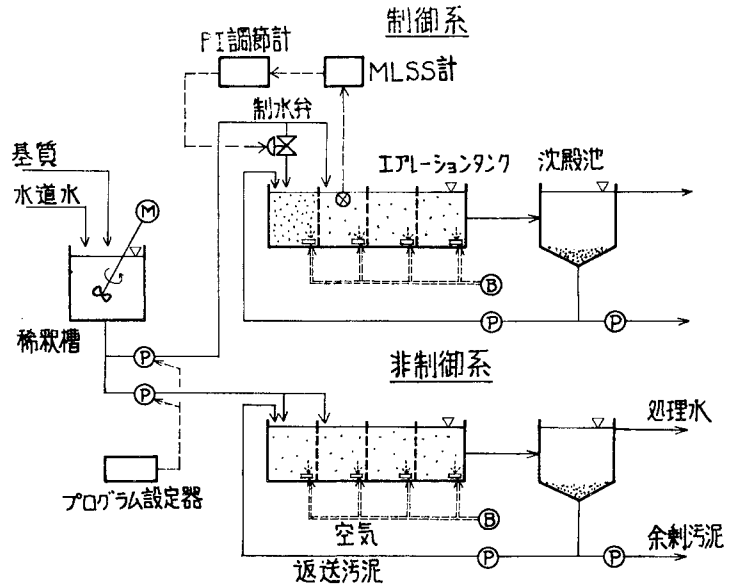 制御系
PI調節計
MLSS計
制水弁
基質
水道水
M
エアレーションタンク
沈殿池
B
稀釈槽
P
P
P
P
非制御系
処理水
プログラム設定器
空気
B
返送汚泥
P
P
余剰汚泥